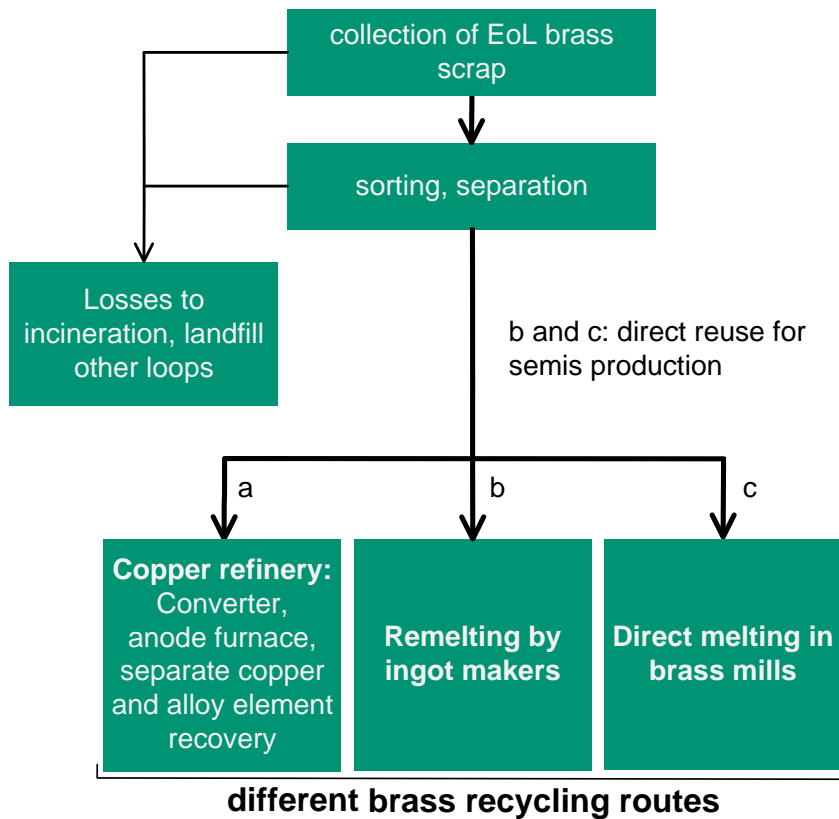 collection of EoL brass
scrap
sorting, separation
Losses to
incineration, landfill
other loops
b and c: direct reuse for
semis production
a
b
c
Copper refinery:
Converter,
anode furnace,
separate copper
and alloy element
recovery
Remelting by
ingot makers
Direct melting in
brass mills
different brass recycling routes